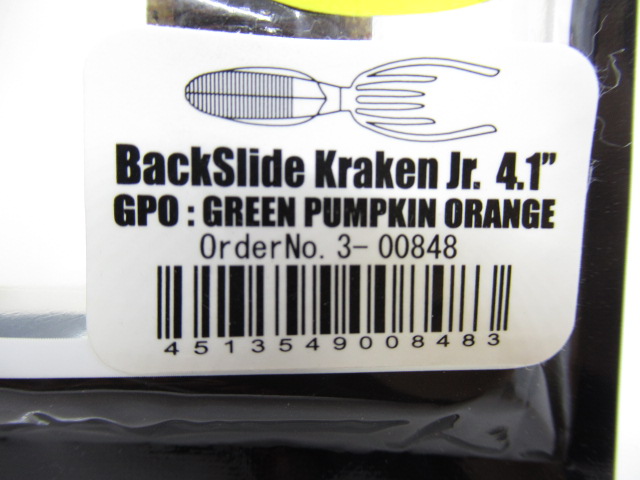 BackSlide Kraken Jr. 4.1”
GPO : GREEN PUMPKIN ORANGE
OrderNo. 3-00848
4513549008483